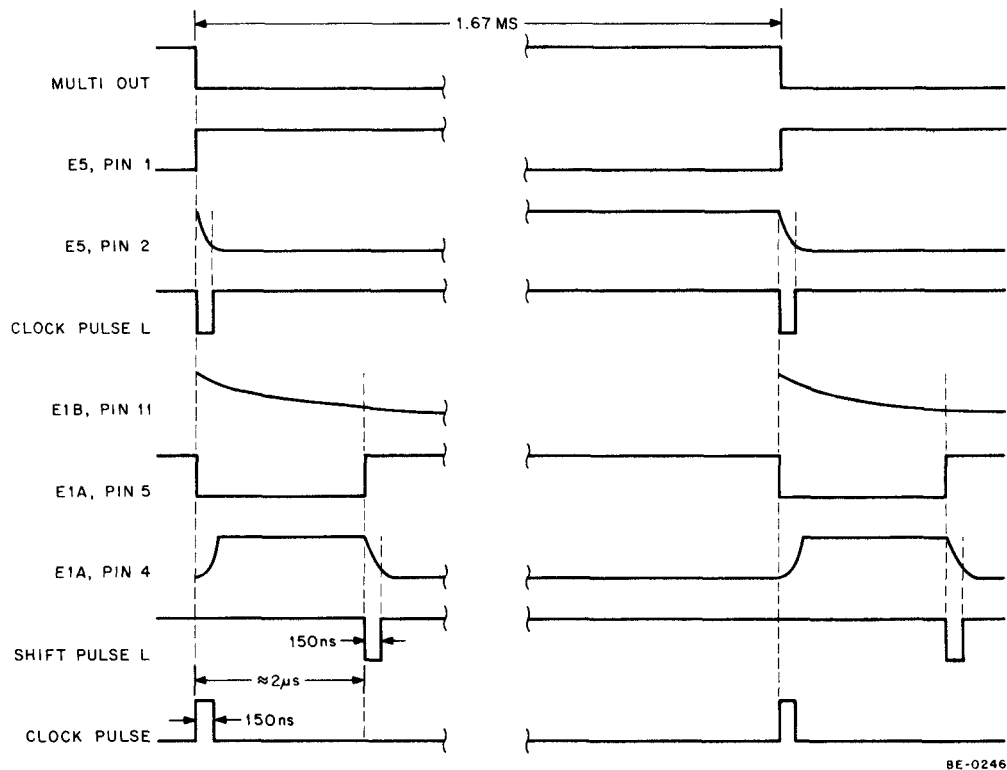 1.67 MS
MULTI OUT
E5, PIN 1
E5, PIN 2
CLOCK PULSE L
E1B, PIN 11
E1A, PIN 5
E1A, PIN 4
150ns
SHIFT PULSE L
≈2μs
150ns
CLOCK PULSE
BE-0246